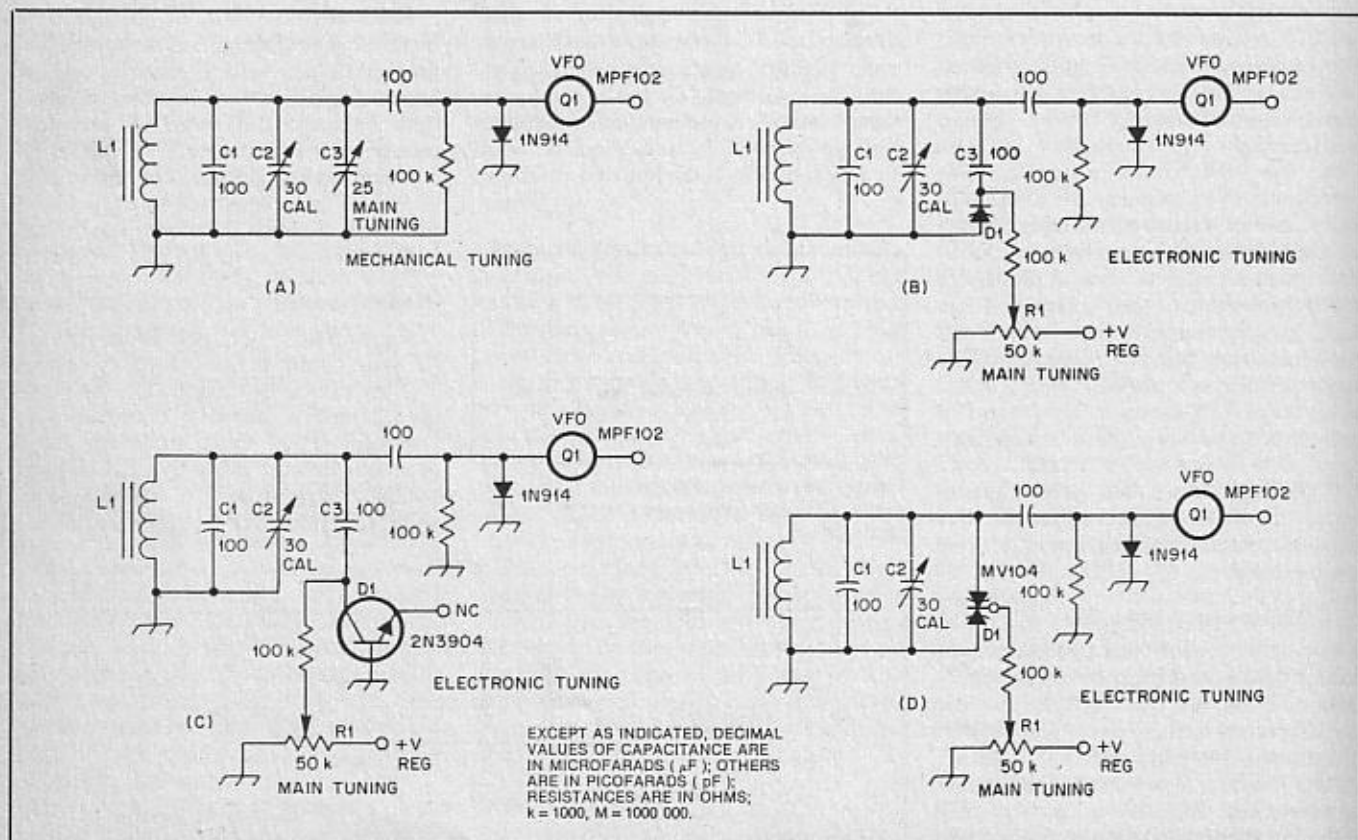 VFO
100
MPF102
Q1
1N914
L1
C1
100
C2
30
CAL
C3
25
MAIN
TUNING
100 k
MECHANICAL TUNING
(A)
VFO
100
MPF102
Q1
1N914
L1
C1
100
C2
30
CAL
C3
100
D1
100 k
100 k
ELECTRONIC TUNING
(B)
R1
50 k
+V
REG
MAIN TUNING
VFO
100
MPF102
Q1
1N914
L1
C1
100
C2
30
CAL
C3
100
100 k
D1
NC
2N3904
100 k
ELECTRONIC TUNING
(C)
R1
50 k
+V
REG
MAIN TUNING
VFO
100
MPF102
Q1
1N914
L1
C1
100
C2
30
CAL
MV104
D1
100 k
100 k
ELECTRONIC TUNING
(D)
R1
50 k
+V
REG
MAIN TUNING
EXCEPT AS INDICATED, DECIMAL
VALUES OF CAPACITANCE ARE
IN MICROFARADS ( µF ); OTHERS
ARE IN PICOFARADS ( pF );
RESISTANCES ARE IN OHMS;
k = 1000, M = 1000 000.